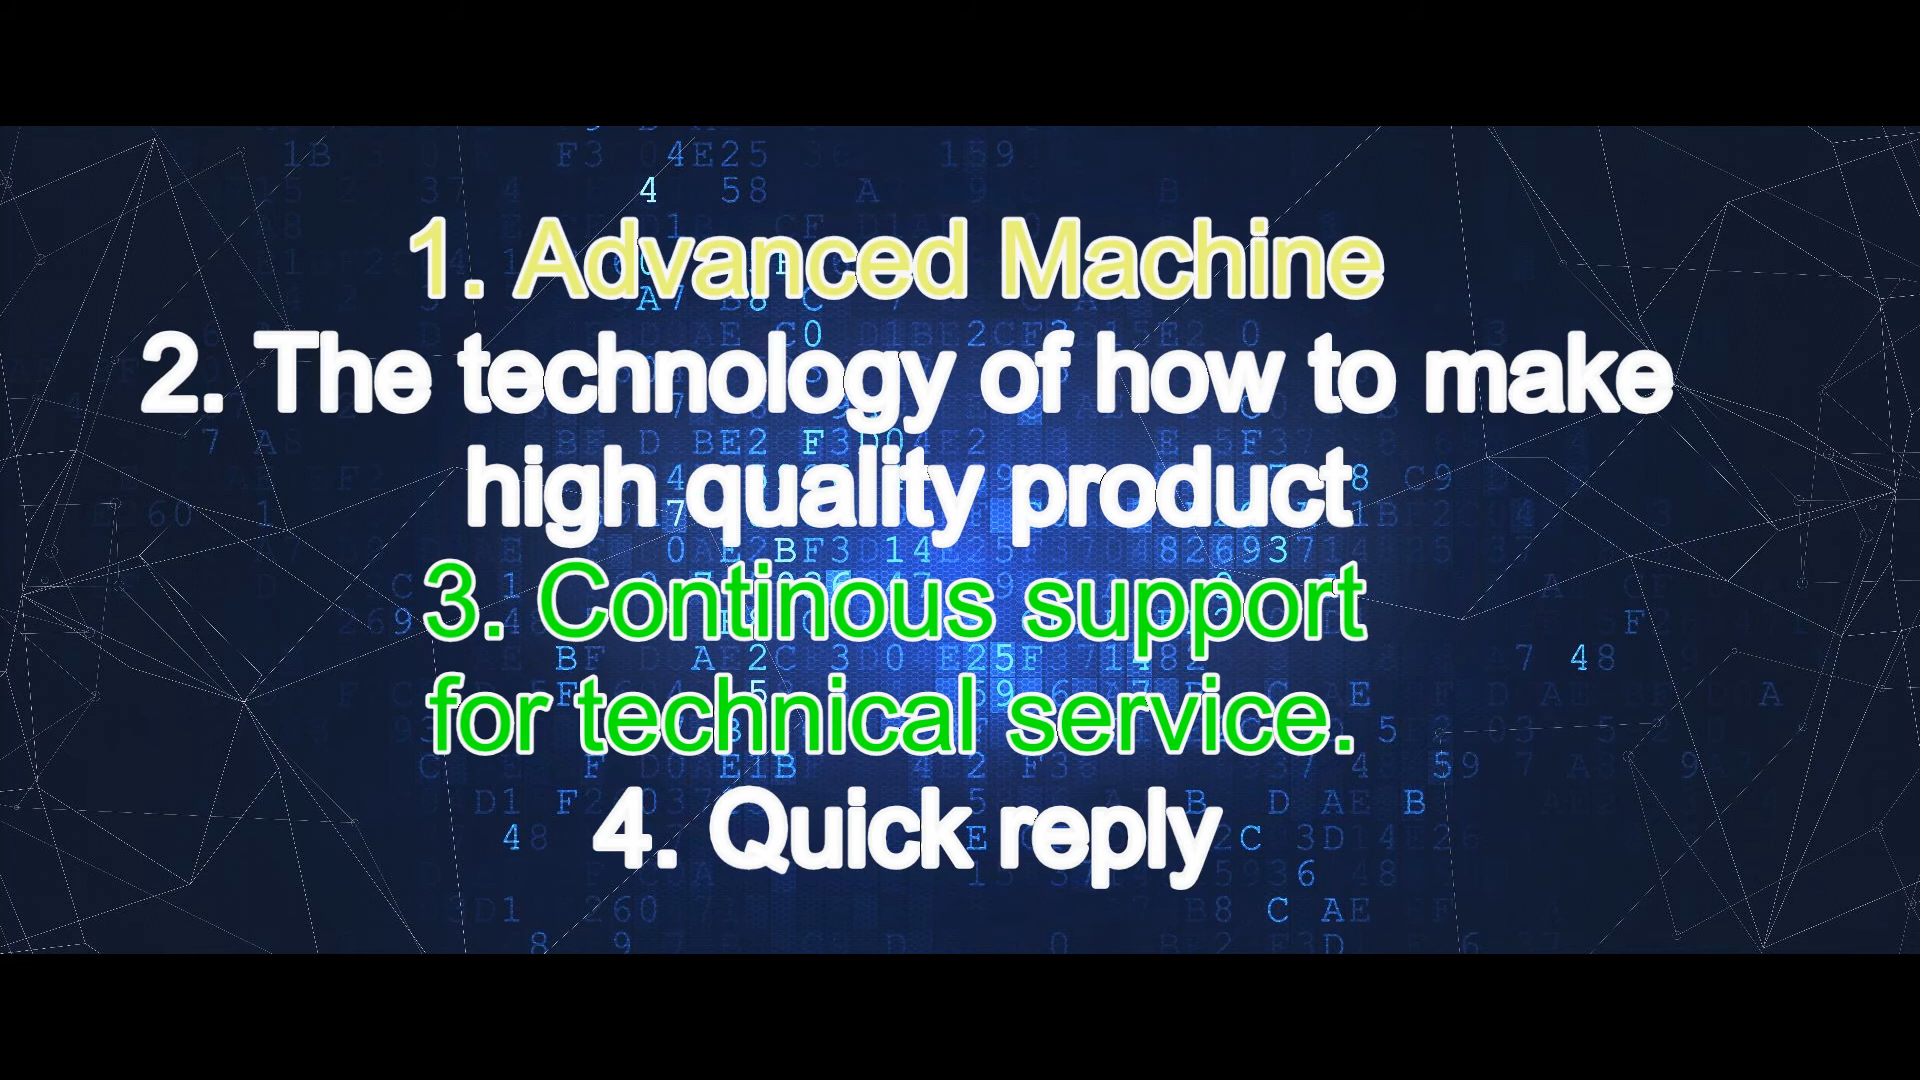 1. Advanced Machine
2. The technology of how to make
high quality product
3. Continous support
for technical service.
4. Quick reply